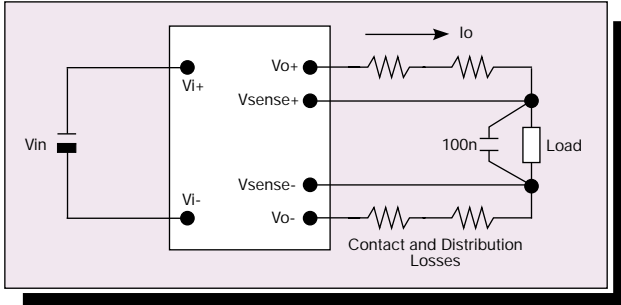 Io
Vo+
Vi+
Vsense+
Vin
100n
Load
Vsense-
Vi-
Vo-
Contact and Distribution
Losses